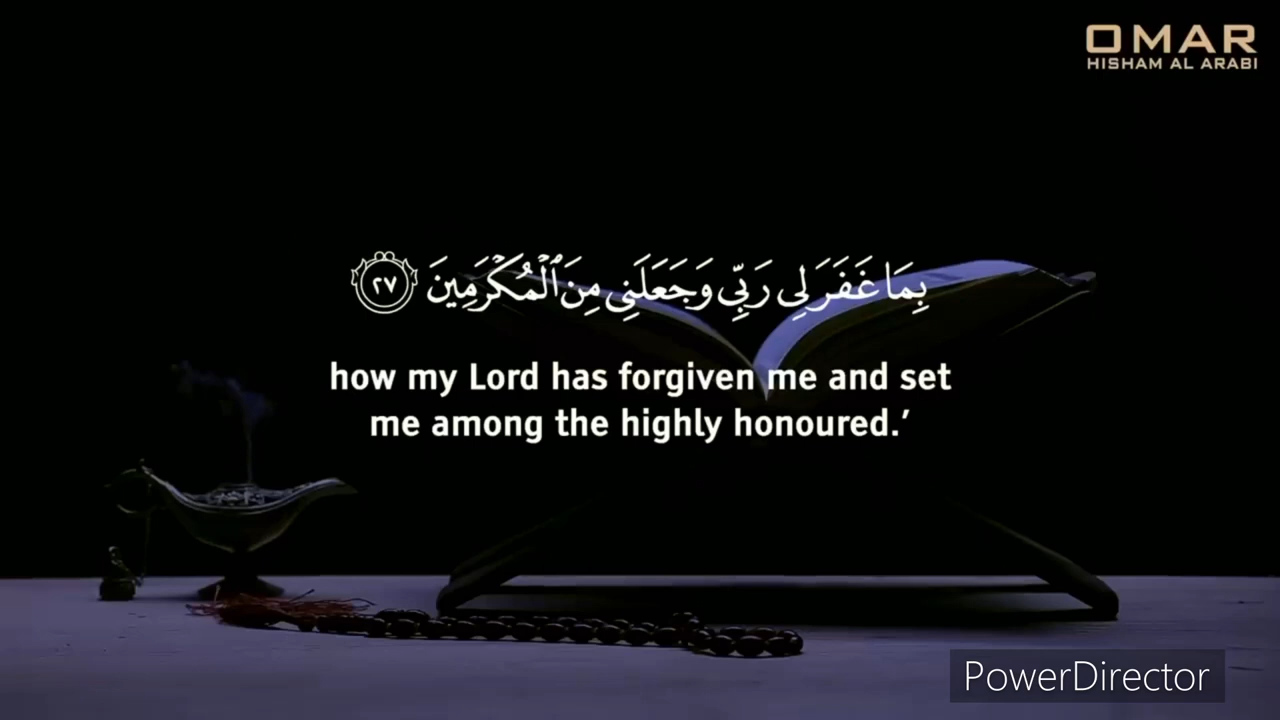 OMAR
HISHAM AL ARABI
بِمَا غَفَرَ لِي رَبِّي وَجَعَلَنِي مِنَ ٱلْمُكْرَمِينَ ٢٧
how my Lord has forgiven me and set
me among the highly honoured.’
PowerDirector